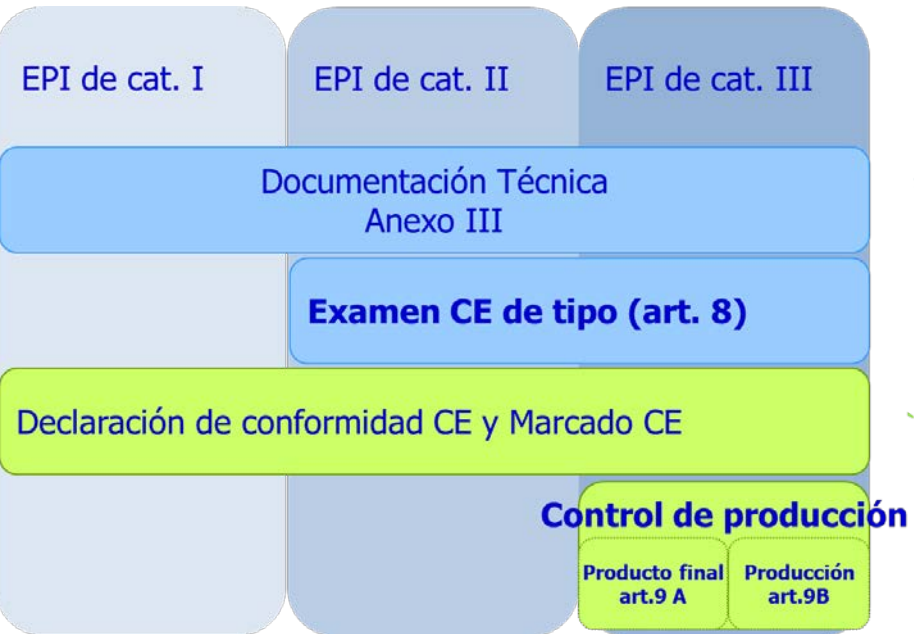 EPI de cat. I
EPI de cat. II
EPI de cat. III
Documentación Técnica
Anexo III
Examen CE de tipo (art. 8)
Declaración de conformidad CE y Marcado CE
Control de producción
Producto final
art.9 A
Producción
art.9B